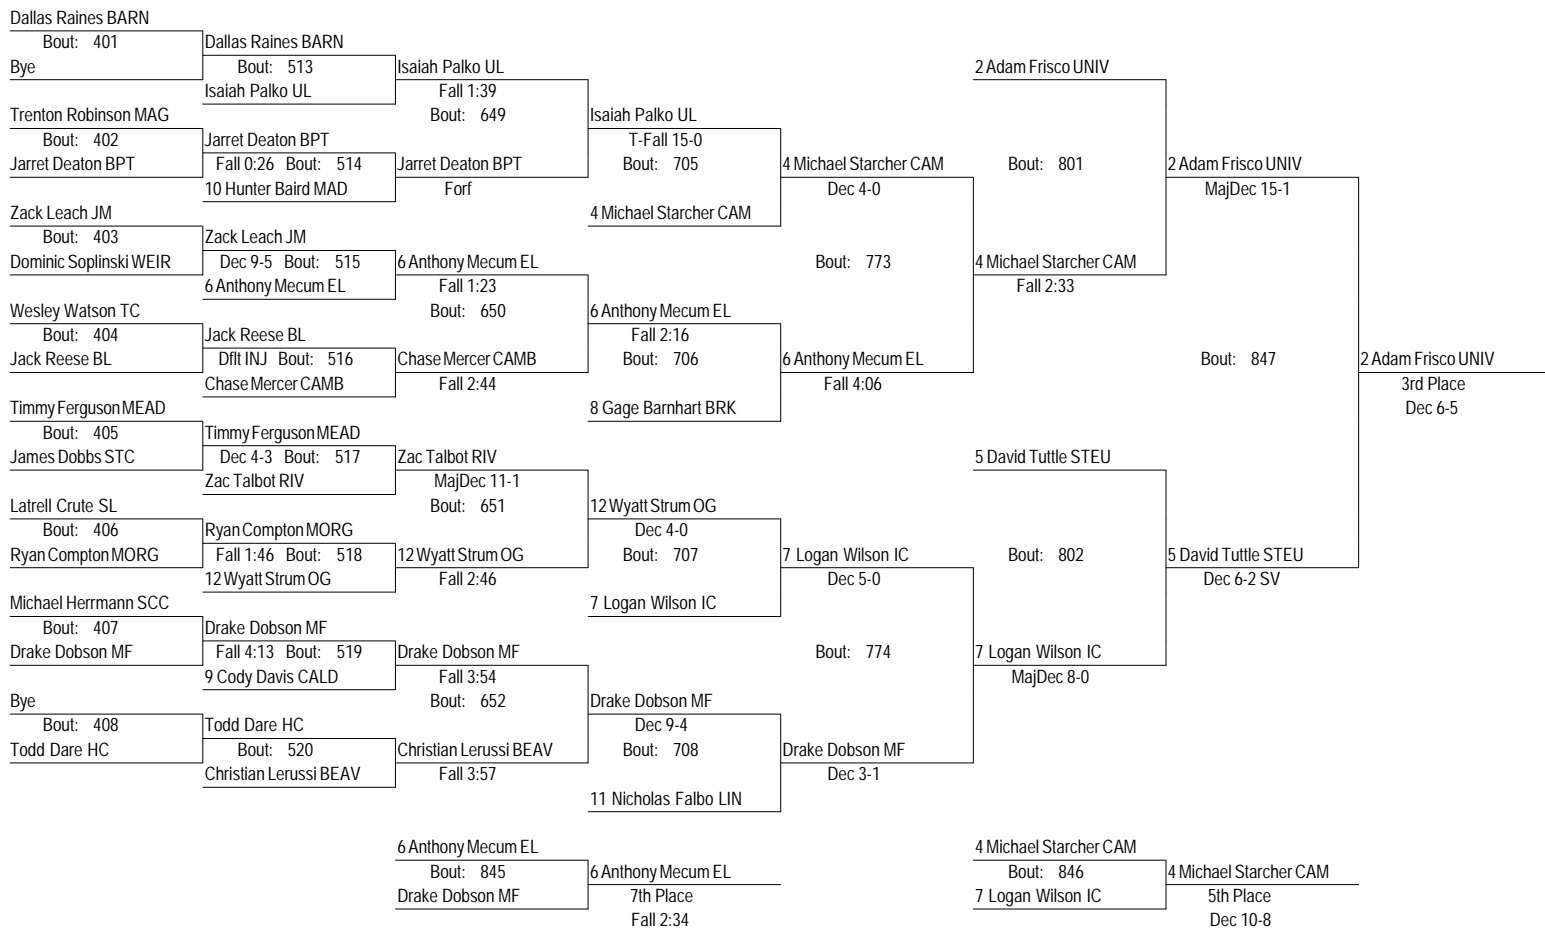 Dallas Raines BARN
Bout: 401
Bye
Trenton Robinson MAG
Bout: 402
Jarret Deaton BPT
Zack Leach JM
Bout: 403
Dominic Soplinski WEIR
Wesley Watson TC
Bout: 404
Jack Reese BL
Timmy Ferguson MEAD
Bout: 405
James Dobbs STC
Latrell Crute SL
Bout: 406
Ryan Compton MORG
Michael Herrmann SCC
Bout: 407
Drake Dobson MF
Bye
Bout: 408
Todd Dare HC
Dallas Raines BARN
Bout: 513
Isaiah Palko UL
Jarret Deaton BPT
Fall 0:26 Bout: 514
10 Hunter Baird MAD
Zack Leach JM
Dec 9-5 Bout: 515
6 Anthony Mecum EL
Jack Reese BL
Dflt INJ Bout: 516
Chase Mercer CAMB
Timmy Ferguson MEAD
Dec 4-3 Bout: 517
Zac Talbot RIV
Ryan Compton MORG
Fall 1:46 Bout: 518
12 Wyatt Strum OG
Drake Dobson MF
Fall 4:13 Bout: 519
9 Cody Davis CALD
Todd Dare HC
Bout: 520
Christian Lerussi BEAV
Isaiah Palko UL
Fall 1:39
Bout: 649
Jarret Deaton BPT
Forf
6 Anthony Mecum EL
Fall 1:23
Bout: 650
Chase Mercer CAMB
Fall 2:44
Zac Talbot RIV
MajDec 11-1
Bout: 651
12 Wyatt Strum OG
Fall 2:46
Drake Dobson MF
Fall 3:54
Bout: 652
Christian Lerussi BEAV
Fall 3:57
Isaiah Palko UL
T-Fall 15-0
Bout: 705
4 Michael Starcher CAM
6 Anthony Mecum EL
Fall 2:16
Bout: 706
8 Gage Barnhart BRK
12 Wyatt Strum OG
Dec 4-0
Bout: 707
7 Logan Wilson IC
Drake Dobson MF
Dec 9-4
Bout: 708
11 Nicholas Falbo LIN
4 Michael Starcher CAM
Dec 4-0
Bout: 773
6 Anthony Mecum EL
Fall 4:06
7 Logan Wilson IC
Dec 5-0
Bout: 774
Drake Dobson MF
Dec 3-1
2 Adam Frisco UNIV
Bout: 801
4 Michael Starcher CAM
Fall 2:33
5 David Tuttle STEU
Bout: 802
7 Logan Wilson IC
MajDec 8-0
2 Adam Frisco UNIV
MajDec 15-1
Bout: 847
5 David Tuttle STEU
Dec 6-2 SV
2 Adam Frisco UNIV
3rd Place
Dec 6-5
6 Anthony Mecum EL
Bout: 845
Drake Dobson MF
6 Anthony Mecum EL
7th Place
Fall 2:34
4 Michael Starcher CAM
Bout: 846
7 Logan Wilson IC
4 Michael Starcher CAM
5th Place
Dec 10-8